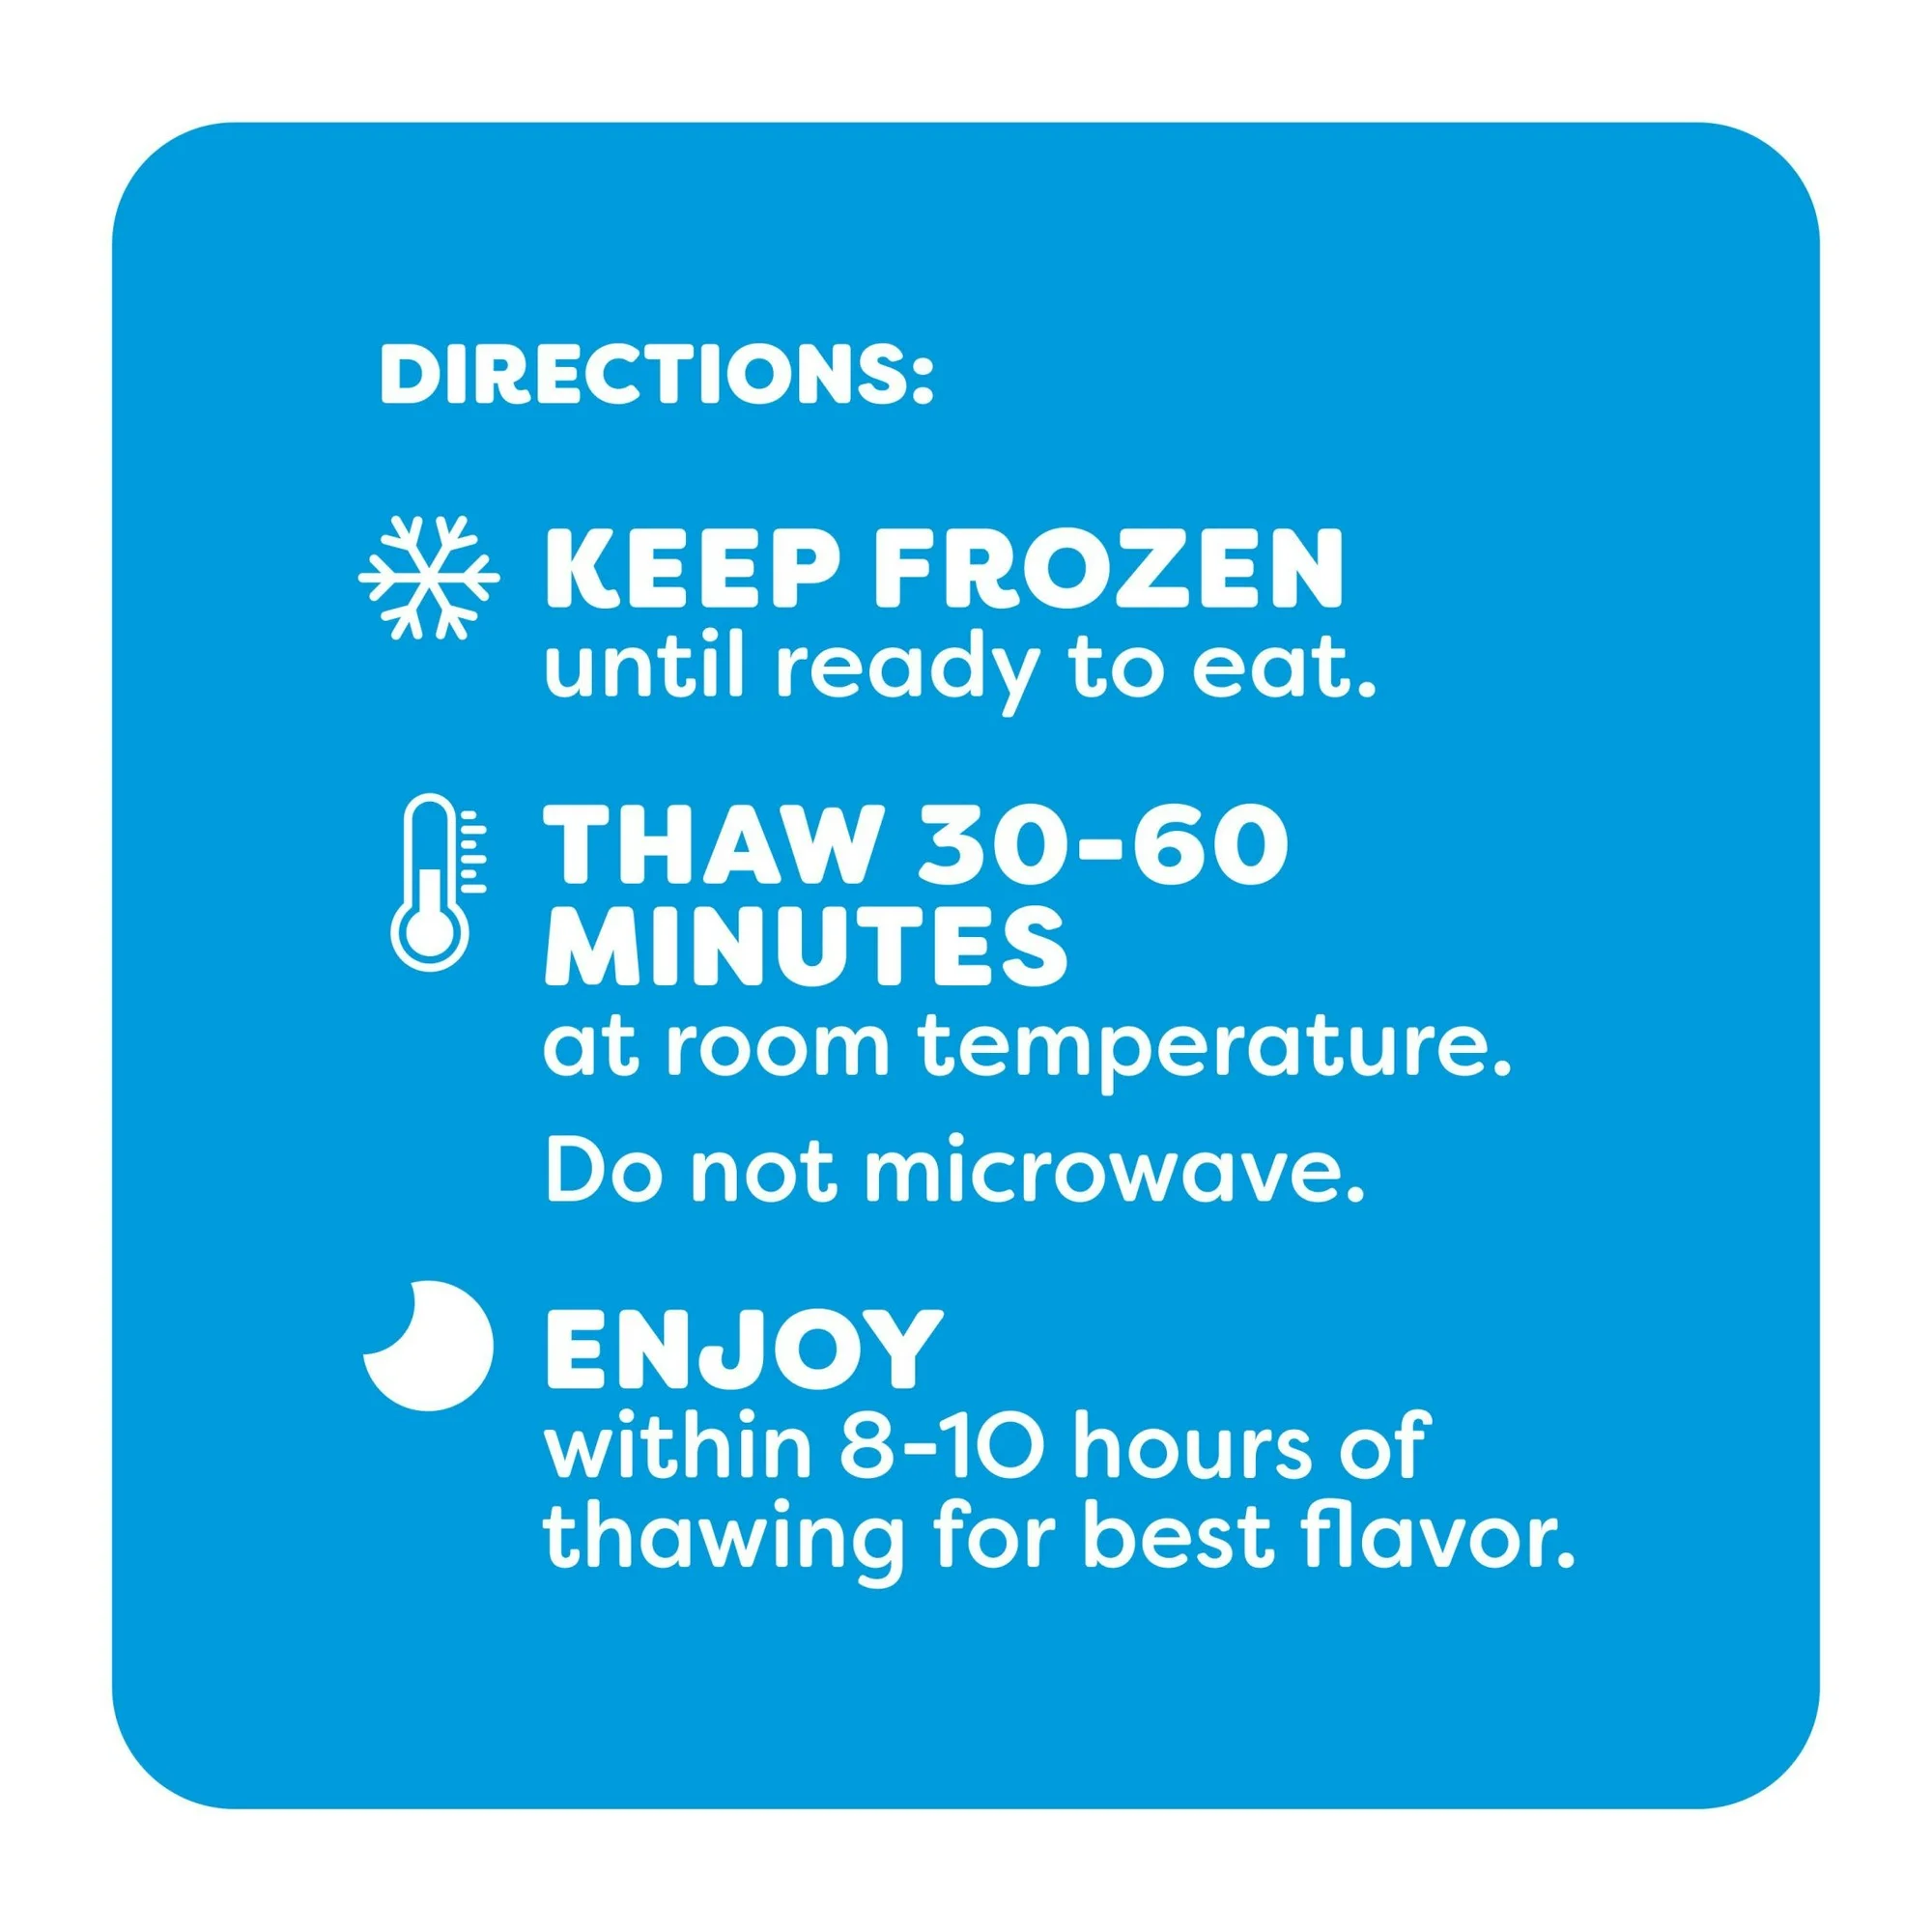 DIRECTIONS:
KEEP FROZEN
until ready to eat.
THAW 30-60
MINUTES
at room temperature.
Do not microwave.
ENJOY
within 8-10 hours of
thawing for best flavor.